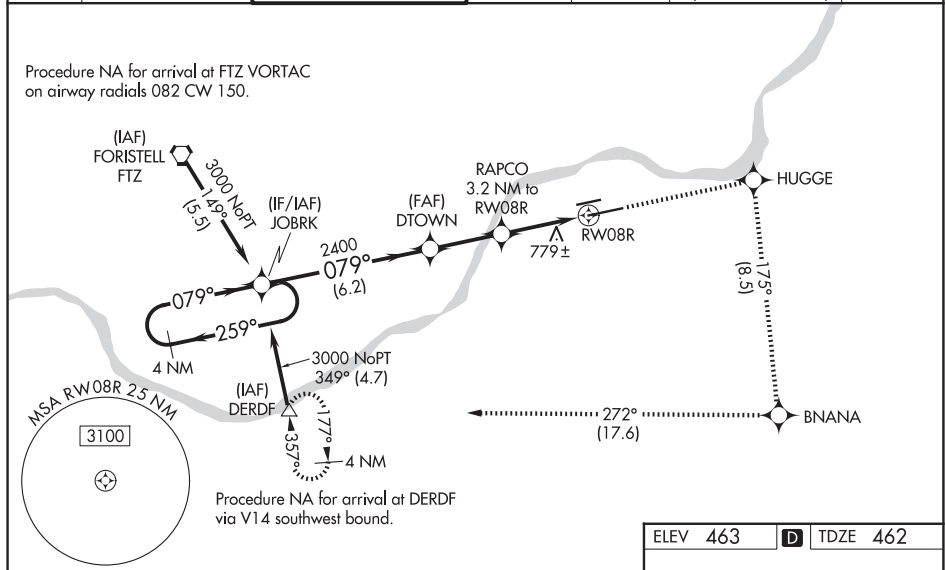 Procedure NA for arrival at FTZ VORTAC
on airway radials 082 CW 150.
(IAF)
FORISTELL
FTZ
3000 NoPT
149°
(5.5)
(IF/IAF)
JOBRK
2400
079°
(6.2)
(FAF)
DTOWN
RAPCO
3.2 NM to
RW08R
779±
RW08R
HUGGE
175°
(8.5)
079°
259°
4 NM
3000 NoPT
349° (4.7)
(IAF)
DERDF
177°
357°
4 NM
272°
(17.6)
BNANA
MSA RW08R 25 NM
3100
Procedure NA for arrival at DERDF
via V14 southwest bound.
ELEV 463 D TDZE 462